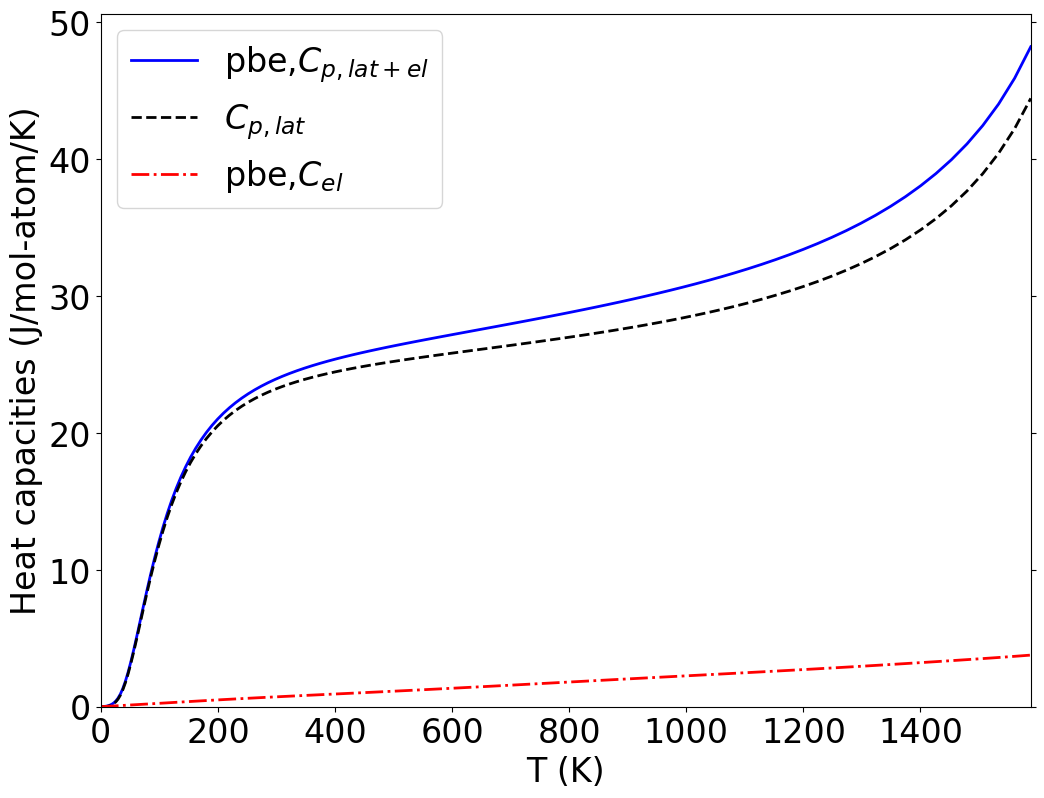 Heat capacities (J/mol-atom/K)
50
40
30
20
10
0
pbe,C_{p,lat+el}
C_{p,lat}
pbe,C_{el}
0 200 400 600 800 1000 1200 1400
T (K)